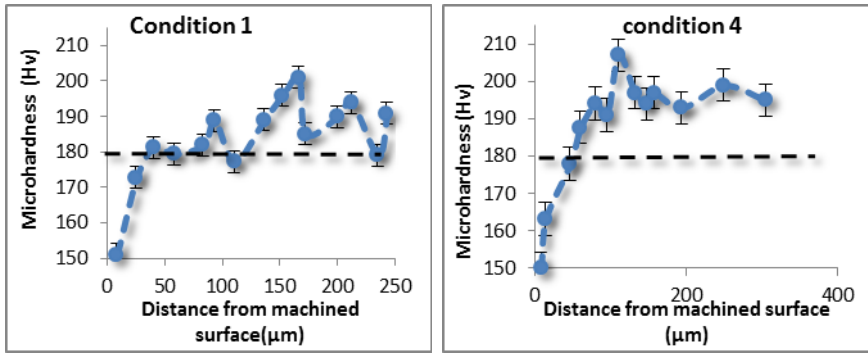 Condition 1
Microhardness (Hv)
210
200
190
180
170
160
150
0
50
100
150
200
250
Distance from machined
surface(µm)
condition 4
Microhardness (Hv)
210
200
190
180
170
160
150
0
200
400
Distance from machined surface
(µm)